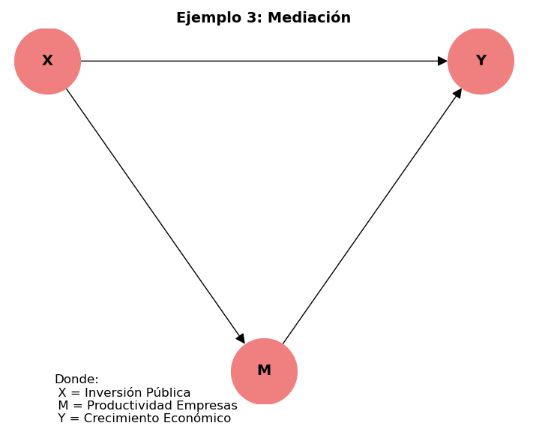 Ejemplo 3: Mediación
X
Y
M
Donde:
X = Inversión Pública
M = Productividad Empresas
Y = Crecimiento Económico